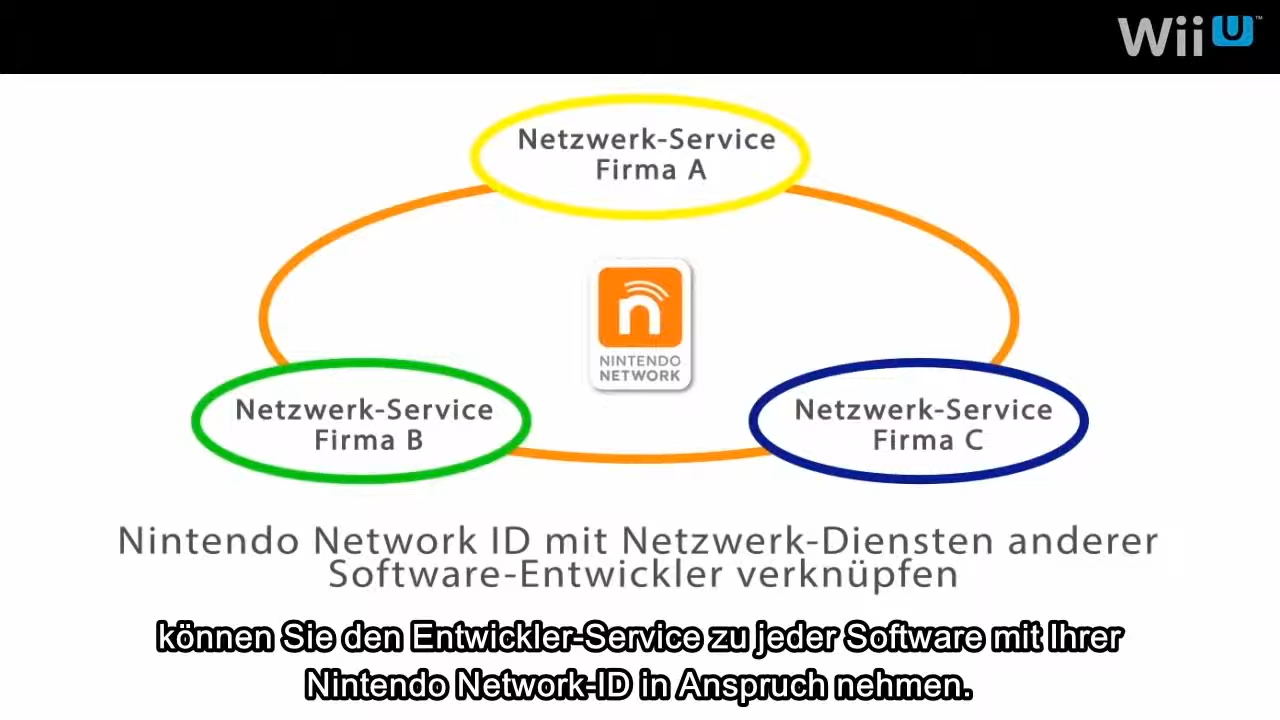 Wii U™
Netzwerk-Service
Firma A
n
NINTENDO
NETWORK
Netzwerk-Service
Firma B
Netzwerk-Service
Firma C
Nintendo Network ID mit Netzwerk-Diensten anderer
Software-Entwickler verknüpfen
können Sie den Entwickler-Service zu jeder Software mit Ihrer
Nintendo Network-ID in Anspruch nehmen.